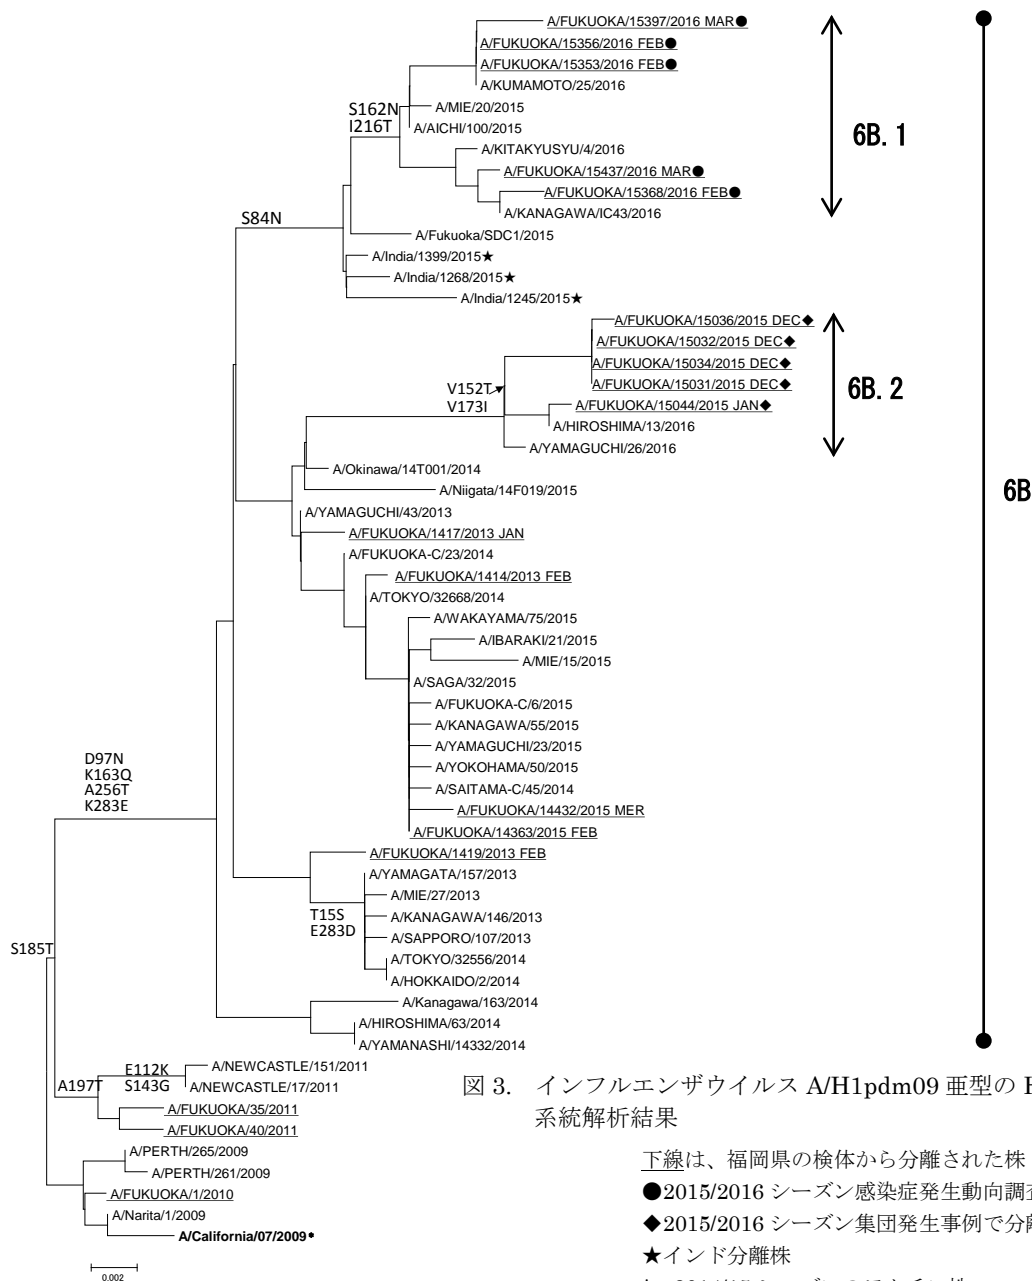 A/FUKUOKA/15397/2016 MAR●
A/FUKUOKA/15356/2016 FEB●
A/FUKUOKA/15353/2016 FEB●
A/KUMAMOTO/25/2016
A/MIE/20/2015
S162N
I216T
A/AICHI/100/2015
6B. 1
A/KITAKYUSYU/4/2016
A/FUKUOKA/15437/2016 MAR●
A/FUKUOKA/15368/2016 FEB●
A/KANAGAWA/IC43/2016
S84N
A/Fukuoka/SDC1/2015
A/India/1399/2015★
A/India/1268/2015★
A/India/1245/2015★
A/FUKUOKA/15036/2015 DEC◆
A/FUKUOKA/15032/2015 DEC◆
A/FUKUOKA/15034/2015 DEC◆
A/FUKUOKA/15031/2015 DEC◆
V152T
V173I
6B. 2
A/FUKUOKA/15044/2015 JAN◆
A/HIROSHIMA/13/2016
A/YAMAGUCHI/26/2016
A/Okinawa/14T001/2014
A/Niigata/14F019/2015
6B
A/YAMAGUCHI/43/2013
A/FUKUOKA/1417/2013 JAN
A/FUKUOKA-C/23/2014
A/FUKUOKA/1414/2013 FEB
A/TOKYO/32668/2014
A/WAKAYAMA/75/2015
A/IBARAKI/21/2015
A/MIE/15/2015
A/SAGA/32/2015
A/FUKUOKA-C/6/2015
A/KANAGAWA/55/2015
A/YAMAGUCHI/23/2015
A/YOKOHAMA/50/2015
A/SAITAMA-C/45/2014
A/FUKUOKA/14432/2015 MER
A/FUKUOKA/14363/2015 FEB
D97N
K163Q
A256T
K283E
A/FUKUOKA/1419/2013 FEB
A/YAMAGATA/157/2013
A/MIE/27/2013
T15S
E283D
A/KANAGAWA/146/2013
A/SAPPORO/107/2013
A/TOKYO/32556/2014
A/HOKKAIDO/2/2014
S185T
A/Kanagawa/163/2014
A/HIROSHIMA/63/2014
A/YAMANASHI/14332/2014
E112K
S143G
A197T
A/NEWCASTLE/151/2011
A/NEWCASTLE/17/2011
A/FUKUOKA/35/2011
A/FUKUOKA/40/2011
A/PERTH/265/2009
A/PERTH/261/2009
A/FUKUOKA/1/2010
A/Narita/1/2009
A/California/07/2009*
0.002
図 3. インフルエンザウイルス A/H1pdm09 亜型の
系統解析結果
下線は、福岡県の検体から分離された株
●2015/2016 シーズン感染症発生動向調査
◆2015/2016 シーズン集団発生事例で分離
★インド分離株